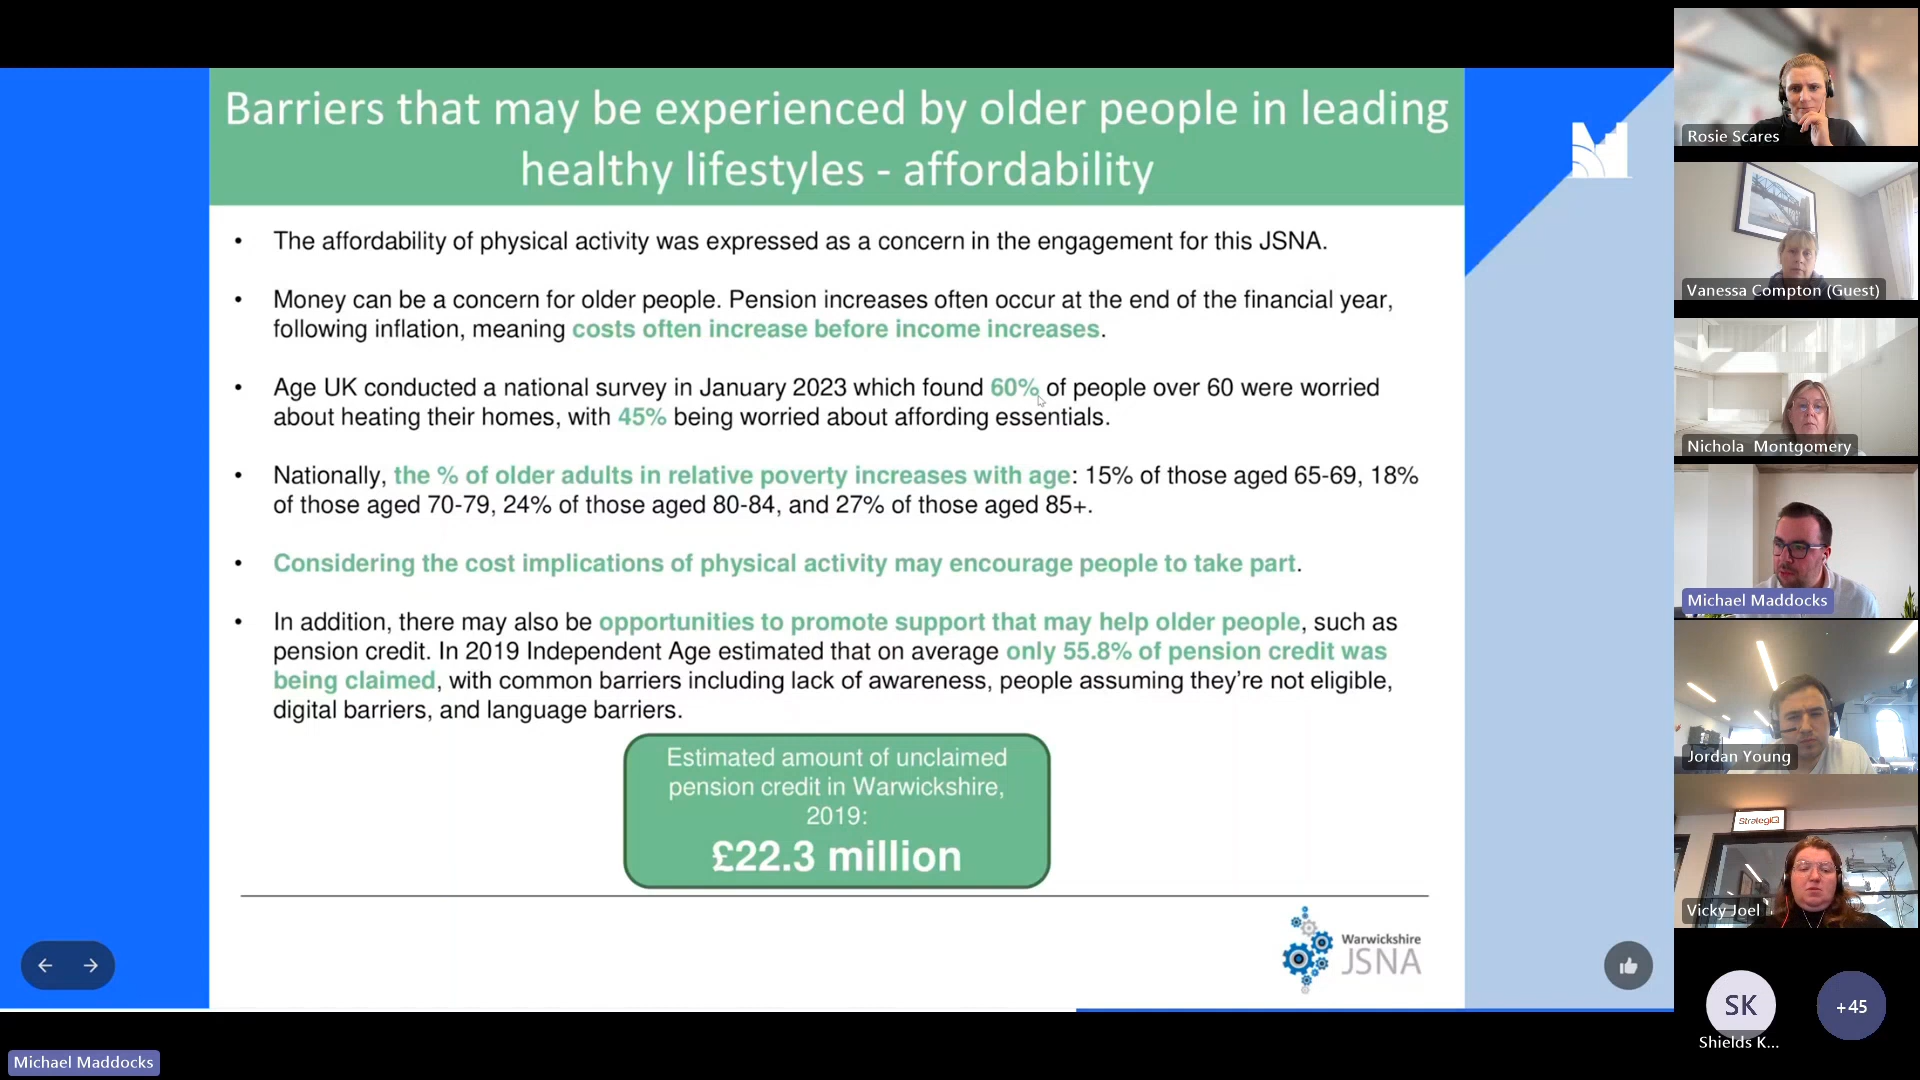 Barriers that may be experienced by older people in leading
healthy lifestyles - affordability
• The affordability of physical activity was expressed as a concern in the engagement for this JSNA.
• Money can be a concern for older people. Pension increases often occur at the end of the financial year,
following inflation, meaning costs often increase before income increases.
• Age UK conducted a national survey in January 2023 which found 60% of people over 60 were worried
about heating their homes, with 45% being worried about affording essentials.
• Nationally, the % of older adults in relative poverty increases with age: 15% of those aged 65-69, 18%
of those aged 70-79, 24% of those aged 80-84, and 27% of those aged 85+.
• Considering the cost implications of physical activity may encourage people to take part.
• In addition, there may also be opportunities to promote support that may help older people, such as
pension credit. In 2019 Independent Age estimated that on average only 55.8% of pension credit was
being claimed, with common barriers including lack of awareness, people assuming they’re not eligible,
digital barriers, and language barriers.
Estimated amount of unclaimed
pension credit in Warwickshire,
2019:
£22.3 million
Warwickshire
JSNA
Michael Maddocks
Rosie Scares
Vanessa Compton (Guest)
Nichola Montgomery
Michael Maddocks
Jordan Young
StrategiQ
Vicky Joel
SK
Shields K...
+45